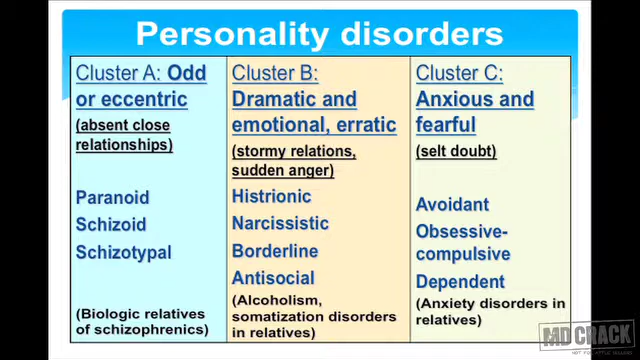 Personality disorders
Cluster A: Odd
or eccentric
(absent close
relationships)
Paranoid
Schizoid
Schizotypal
(Biologic relatives
of schizophrenics)
Cluster B:
Dramatic and
emotional, erratic
(stormy relations,
sudden anger)
Histrionic
Narcissistic
Borderline
Antisocial
(Alcoholism,
somatization disorders
in relatives)
Cluster C:
Anxious and
fearful
(selt doubt)
Avoidant
Obsessive-
compulsive
Dependent
(Anxiety disorders in
relatives)
MD CRACK